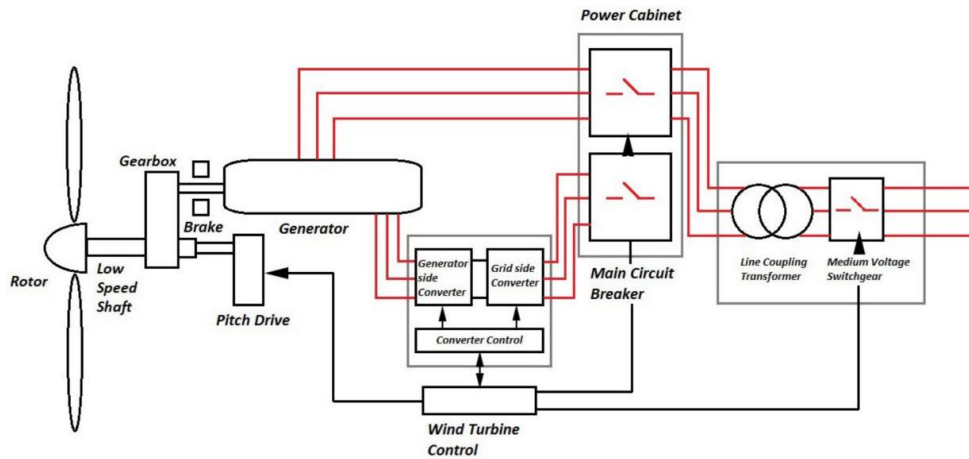 Power Cabinet
Gearbox
Brake
Generator
Rotor
Low
Speed
Shaft
Pitch Drive
Generator
side
Converter
Grid side
Converter
Converter Control
Main Circuit
Breaker
Line Coupling
Transformer
Medium Voltage
Switchgear
Wind Turbine
Control